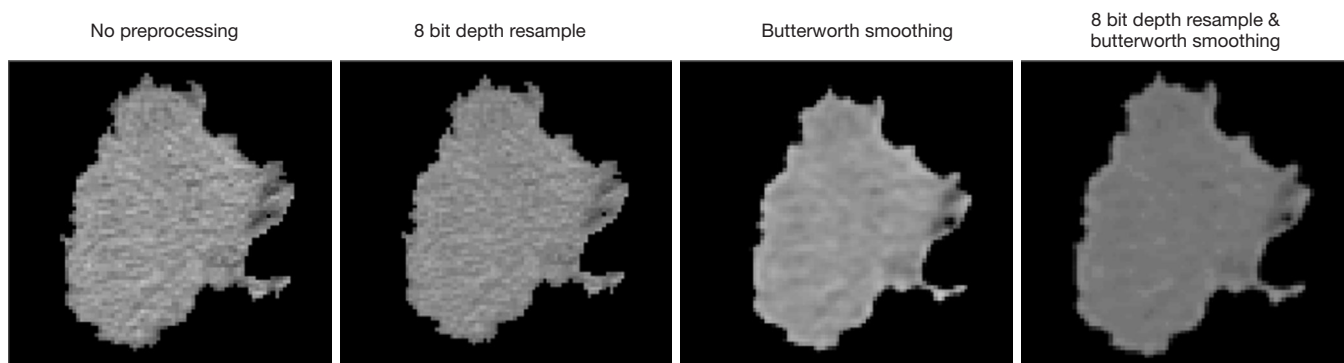 No preprocessing
8 bit depth resample
Butterworth smoothing
8 bit depth resample &
butterworth smoothing